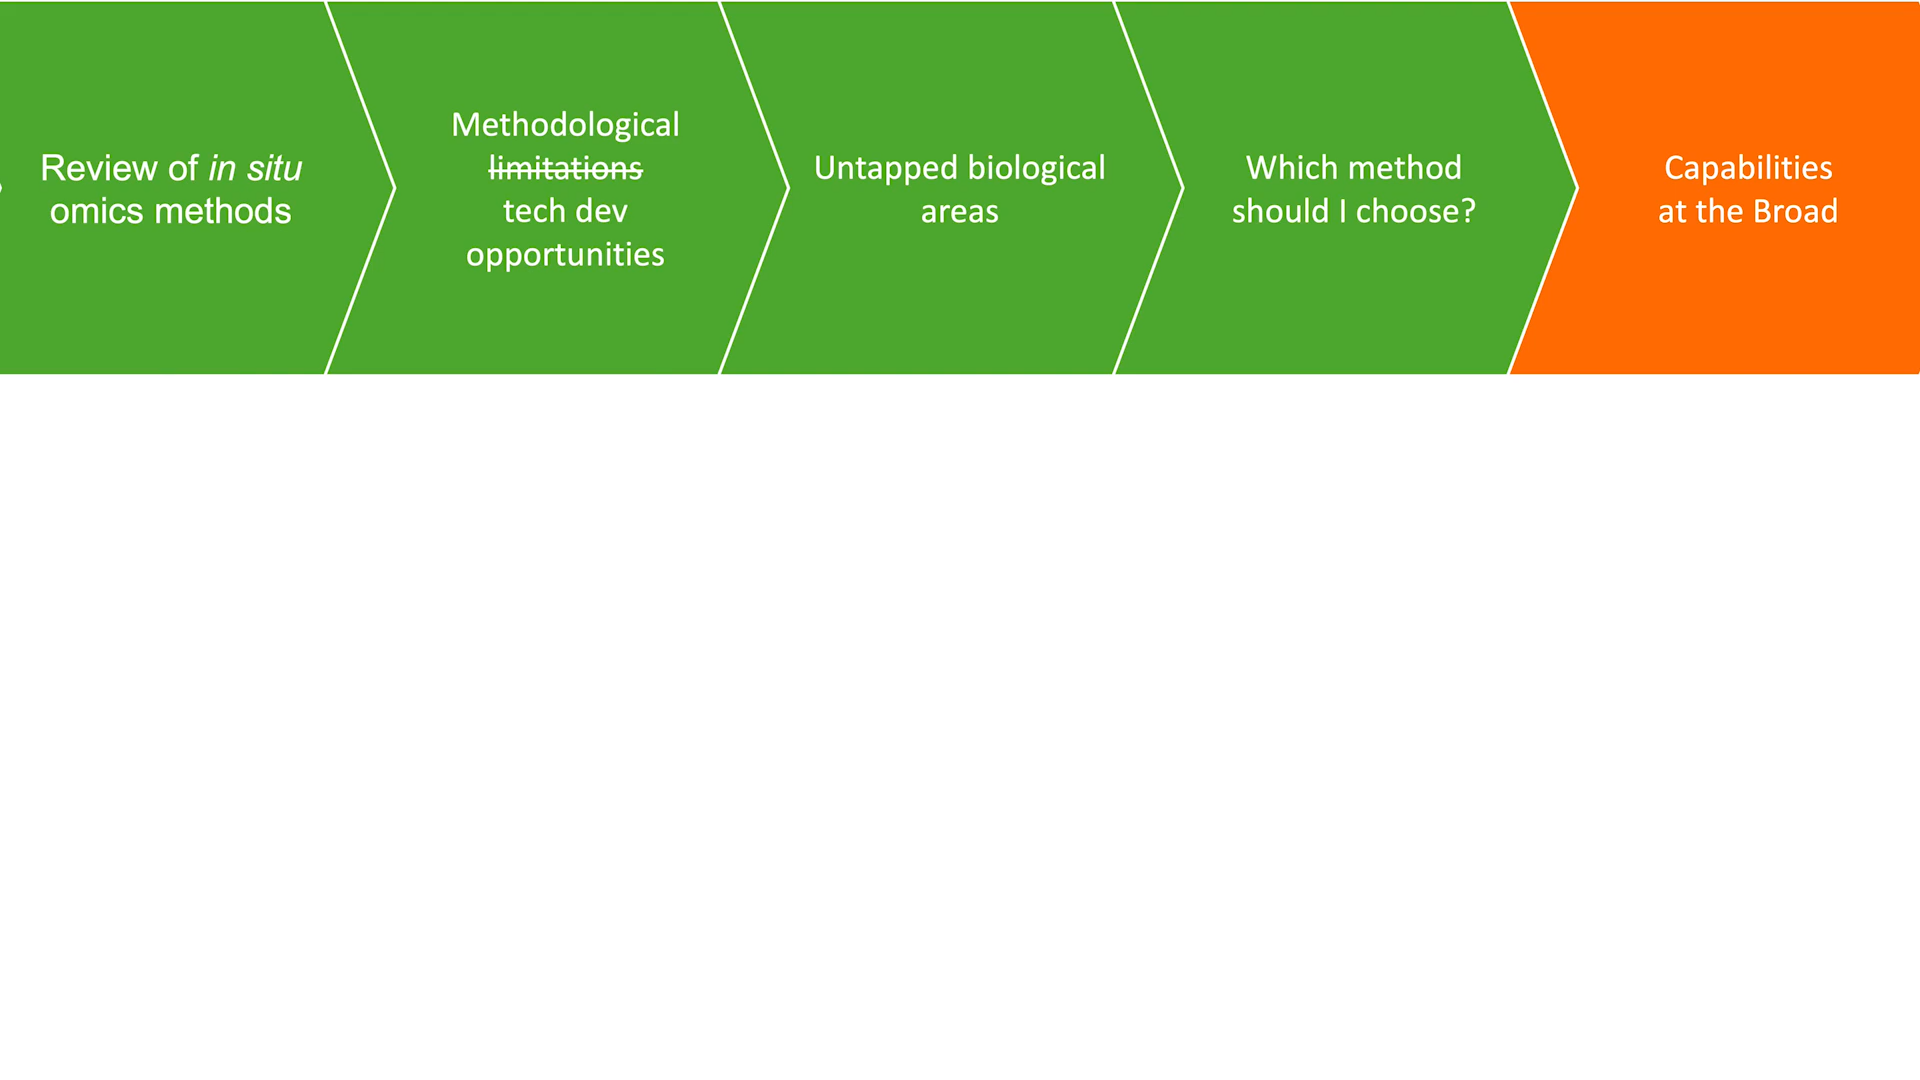 Review of in situ
omics methods
Methodological
limitations
tech dev
opportunities
Untapped biological
areas
Which method
should I choose?
Capabilities
at the Broad